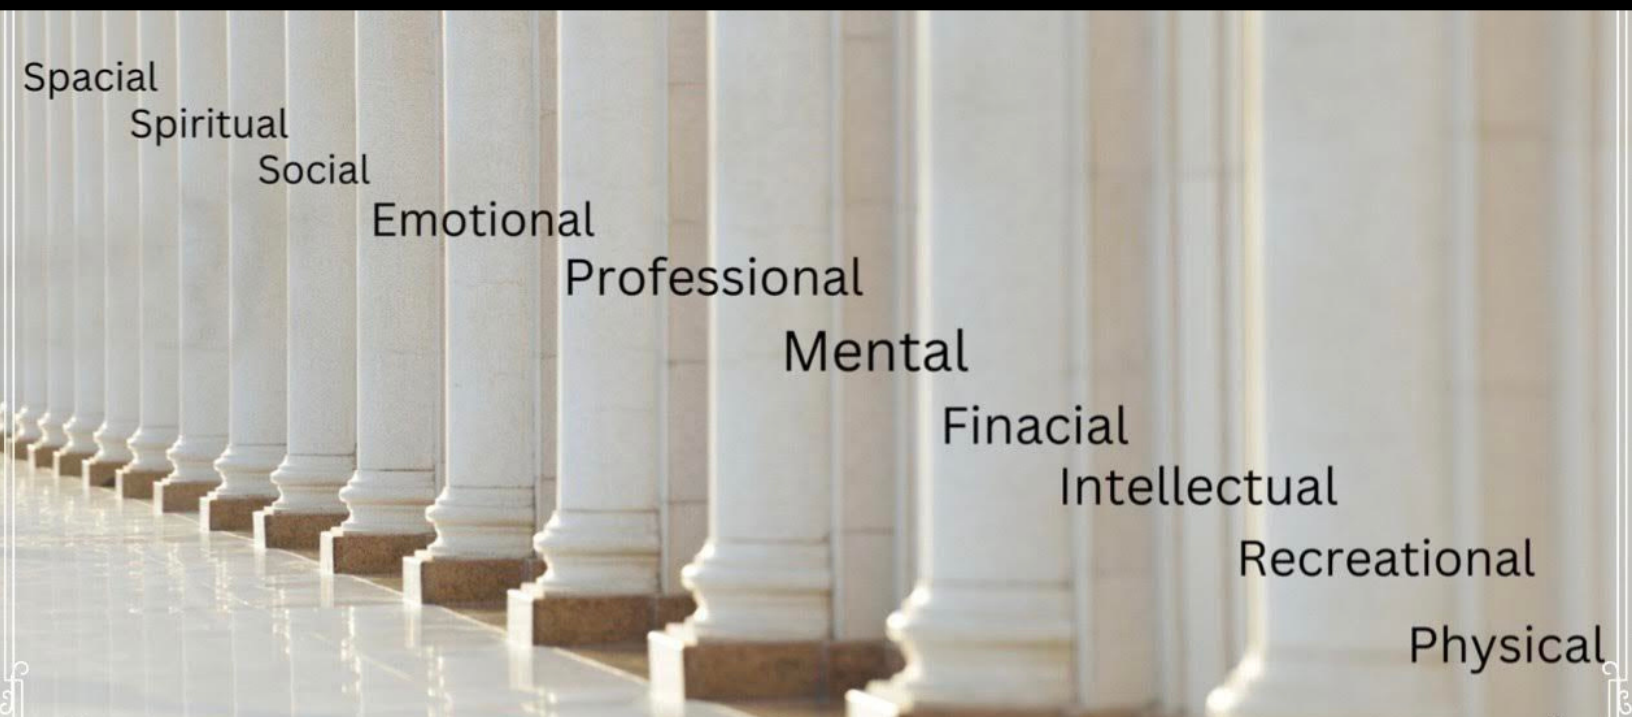 Spacial
Spiritual
Social
Emotional
Professional
Mental
Finacial
Intellectual
Recreational
Physical